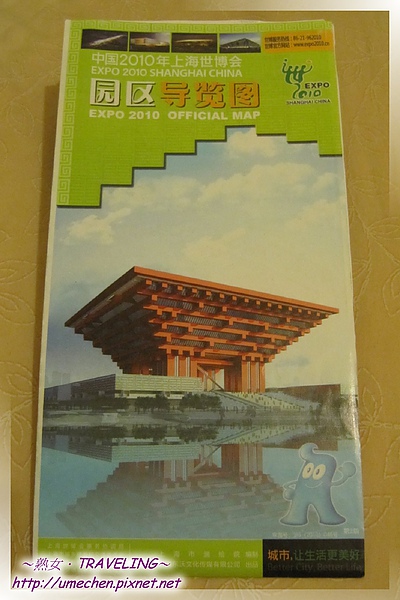 中国2010年上海世博会
EXPO 2010 SHANGHAI CHINA
园区导览图
EXPO 2010 OFFICIAL MAP
EXPO
2010
SHANGHAI CHINA
城市,让生活更美好
Better City, Better Life
～熟女‧TRAVELING～
http://umechen.pixnet.net